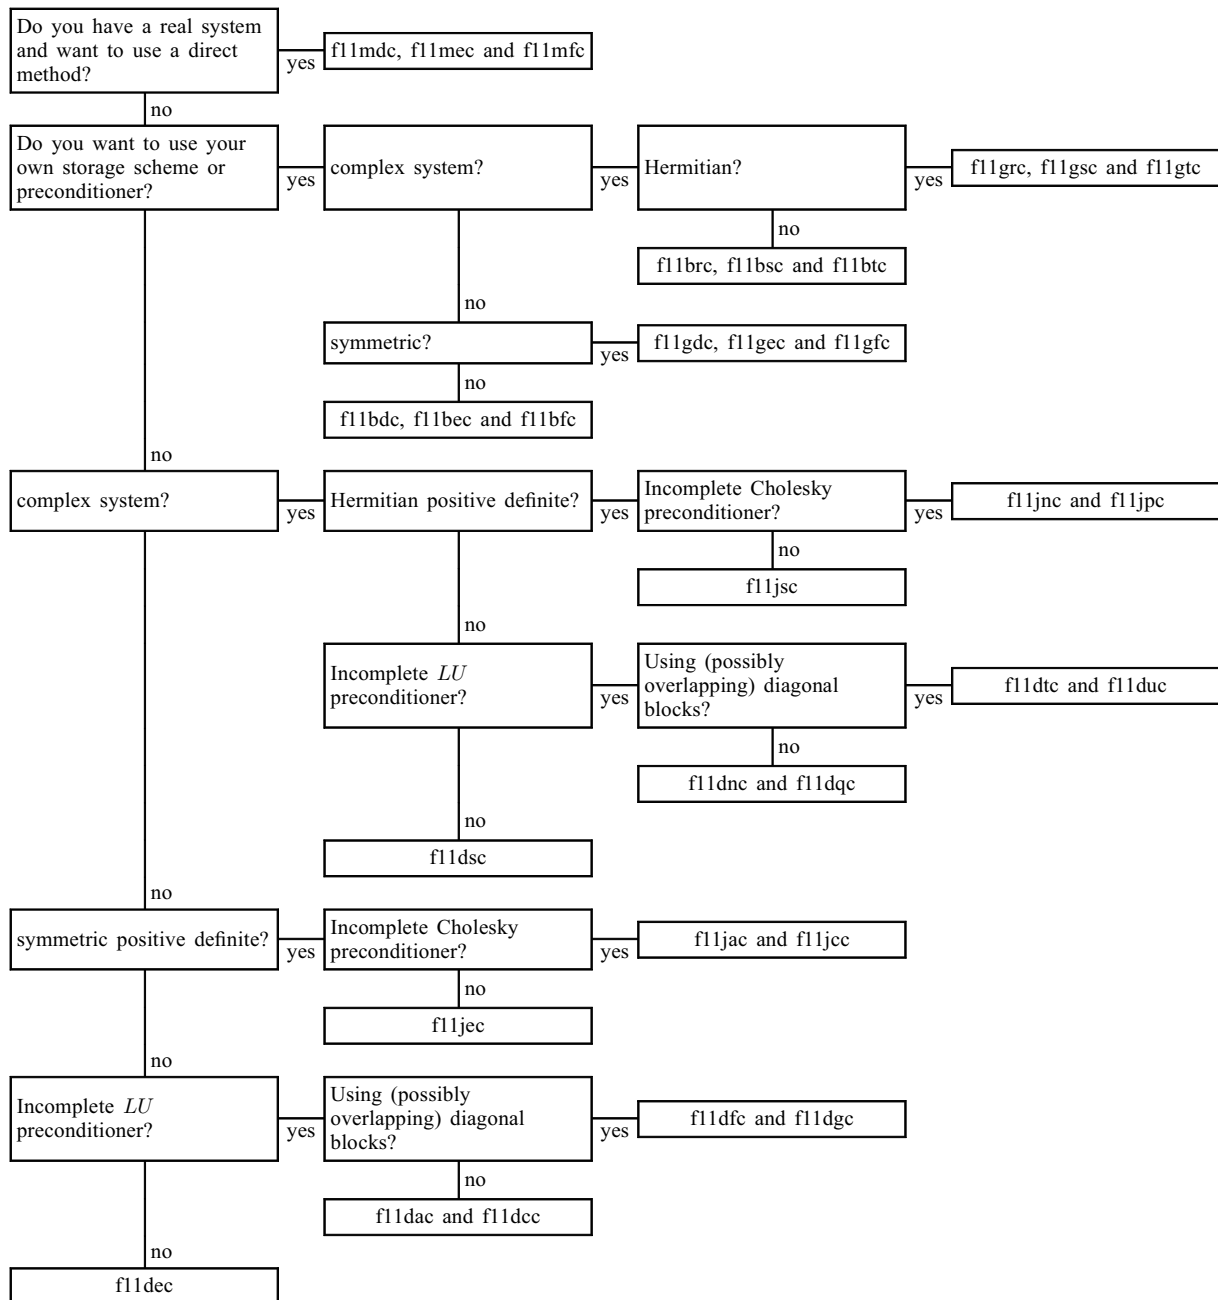 Do you have a real system
and want to use a direct
method?
yes
f11mdc, f11mec and f11mfc
no
Do you want to use your
own storage scheme or
preconditioner?
yes
complex system?
yes
Hermitian?
yes
f11grc, f11gsc and f11gtc
no
f11brc, f11bsc and f11btc
no
symmetric?
yes
f11gdc, f11gec and f11gfc
no
f11bdc, f11bec and f11bfc
no
complex system?
yes
Hermitian positive definite?
yes
Incomplete Cholesky
preconditioner?
yes
f11jnc and f11jpc
no
f11jsc
no
Incomplete LU
preconditioner?
yes
Using (possibly
overlapping) diagonal
blocks?
yes
f11dtc and f11duc
no
f11dnc and f11dqc
no
f11dsc
no
symmetric positive definite?
yes
Incomplete Cholesky
preconditioner?
yes
f11jac and f11jcc
no
f11jec
no
Incomplete LU
preconditioner?
yes
Using (possibly
overlapping) diagonal
blocks?
yes
f11dfc and f11dgc
no
f11dac and f11dcc
no
f11dec